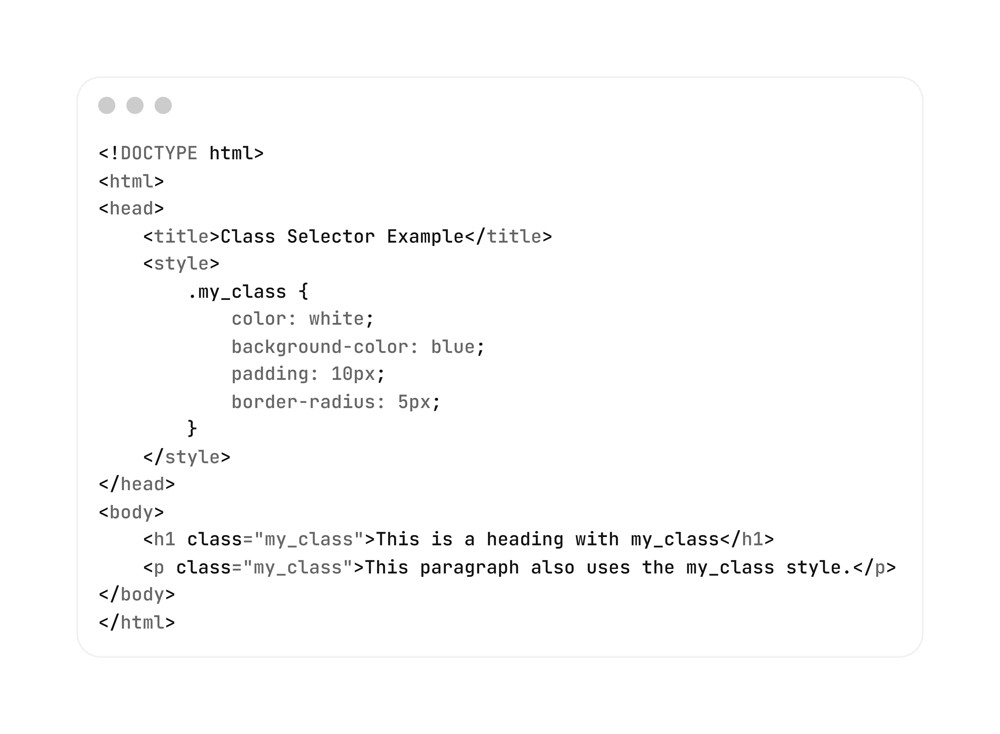 <!DOCTYPE html>
<html>
<head>
    <title>Class Selector Example</title>
    <style>
        .my_class {
            color: white;
            background-color: blue;
            padding: 10px;
            border-radius: 5px;
        }
    </style>
</head>
<body>
    <h1 class="my_class">This is a heading with my_class</h1>
    <p class="my_class">This paragraph also uses the my_class style.</p>
</body>
</html>